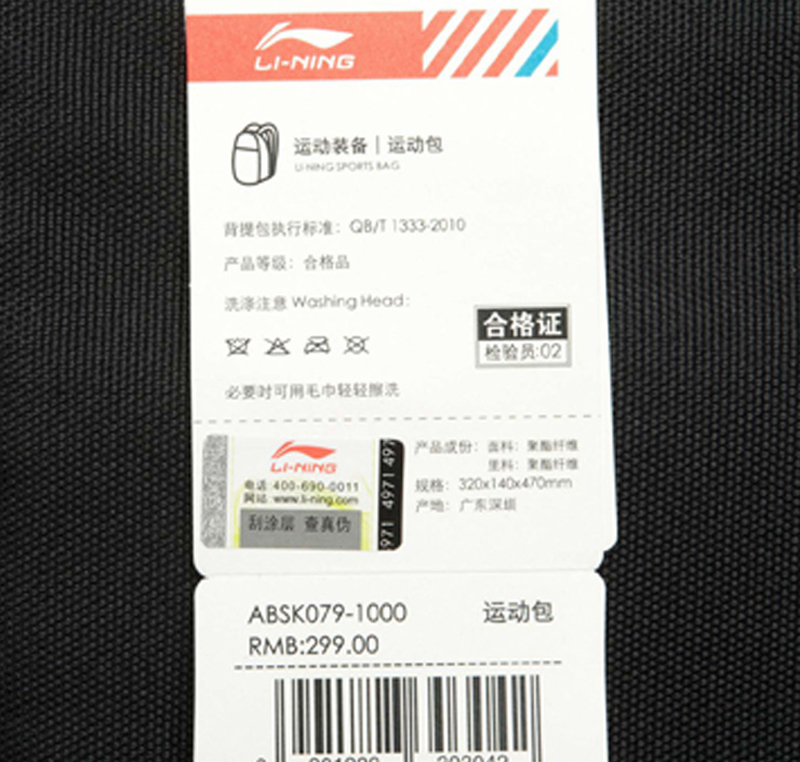 LI-NING
运动装备 | 运动包
LI-NING SPORTS BAG
背提包执行标准: QB/T 1333-2010
产品等级: 合格品
洗涤注意 Washing Head:
合格证
检验员:02
必要时可用毛巾轻轻擦洗
LI-NING
电话:400-690-0011
网站:www.li-ning.com
刮涂层 查真伪
971 4971 497
产品成份: 面料: 聚酯纤维
里料: 聚酯纤维
规格: 320x140x470mm
产地: 广东深圳
ABSK079-1000 运动包
RMB:299.00